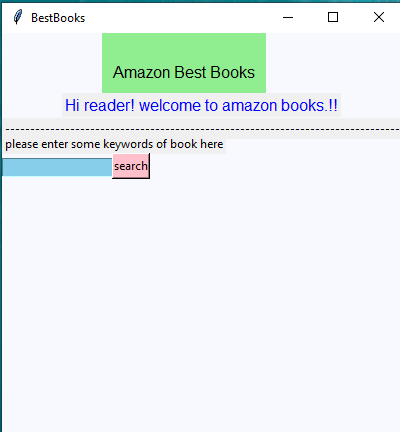 BestBooks
Amazon Best Books
Hi reader! welcome to amazon books.!!
--------------------------------------------------------------------------------
please enter some keywords of book here
search